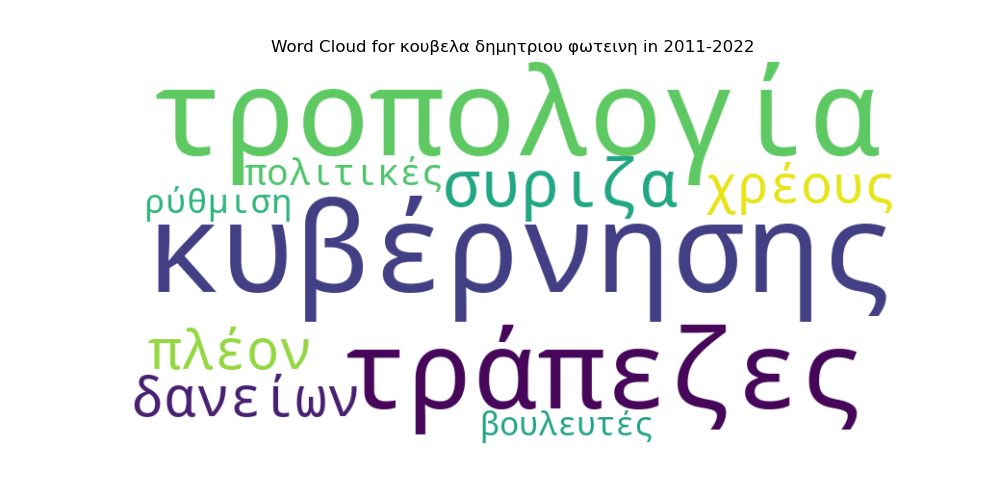 Word Cloud for κουβελα δημητριου φωτεινη in 2011-2022
τροπολογία
πολιτικές
συριζα
χρέους
ρύθμιση
κυβέρνησης
πλέον
τράπεζες
δανείων
βουλευτές